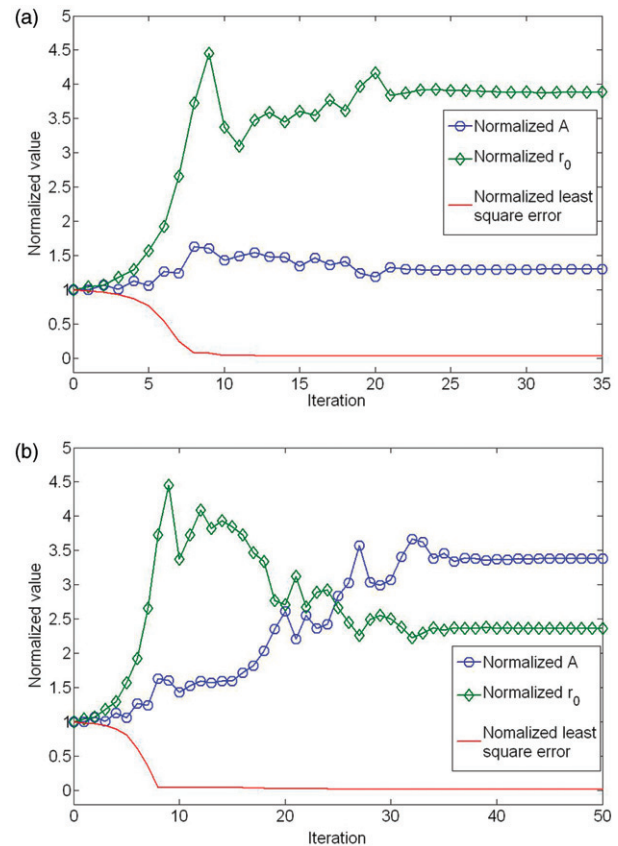 (a)
5
4.5
4
3.5
3
2.5
2
1.5
1
0.5
0
Normalized value
Normalized A
Normalized r0
Normalized least
square error
0 5 10 15 20 25 30 35
Iteration
(b)
5
4.5
4
3.5
3
2.5
2
1.5
1
0.5
0
Normalized value
Normalized A
Normalized r0
Nomalized least
square error
0 10 20 30 40 50
Iteration